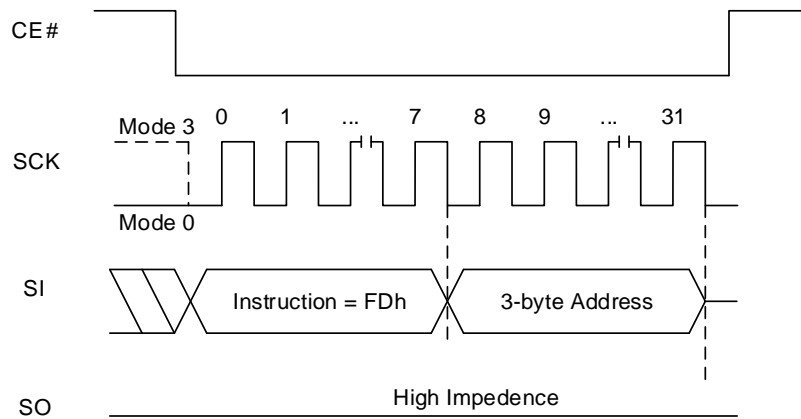 CE#
0 1 ... 7 8 9 ... 31
Mode 3
SCK
Mode 0
SI
Instruction = FDh
3-byte Address
High Impedence
SO